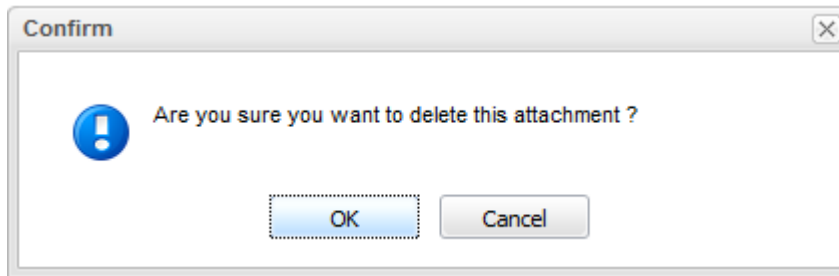 Confirm
Are you sure you want to delete this attachment ?
OK
Cancel